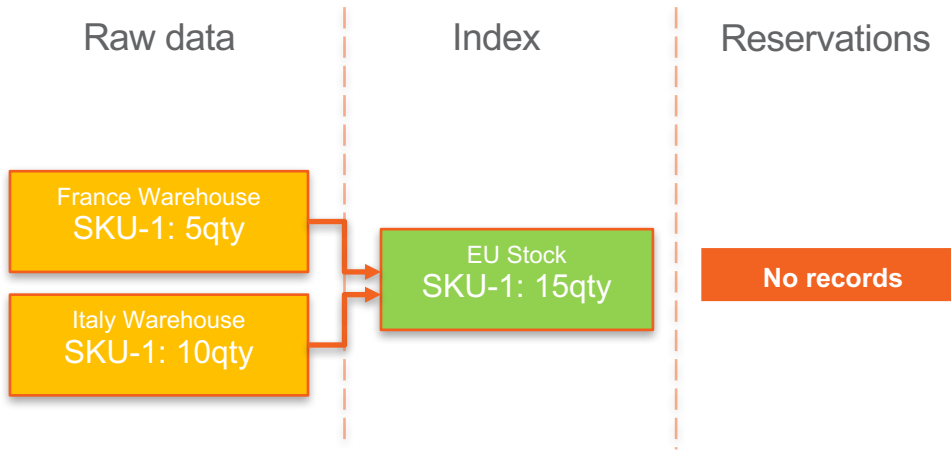 Raw data
Index
Reservations
France Warehouse
SKU-1: 5qty
EU Stock
SKU-1: 15qty
No records
Italy Warehouse
SKU-1: 10qty